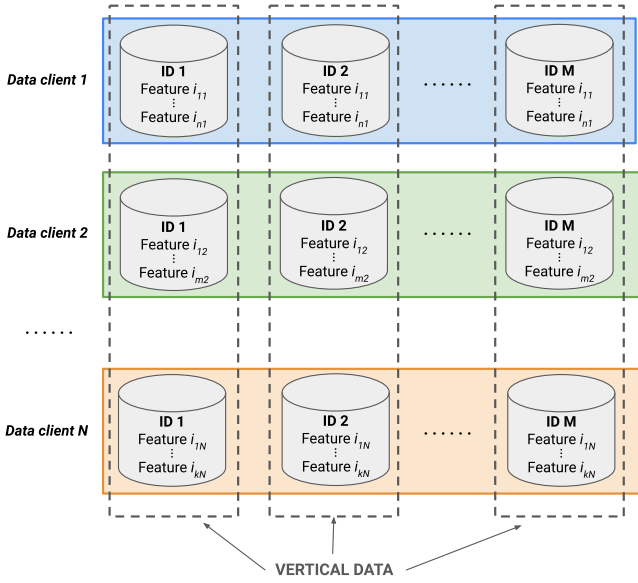 Data client 1
ID 1
Feature i11
⋮
Feature in1
ID 2
Feature i11
⋮
Feature in1
......
ID M
Feature i11
⋮
Feature in1
Data client 2
ID 1
Feature i12
⋮
Feature im2
ID 2
Feature i12
⋮
Feature im2
......
ID M
Feature i12
⋮
Feature im2
......
Data client N
ID 1
Feature i1N
⋮
Feature ikN
ID 2
Feature i1N
⋮
Feature ikN
......
ID M
Feature i1N
⋮
Feature ikN
VERTICAL DATA